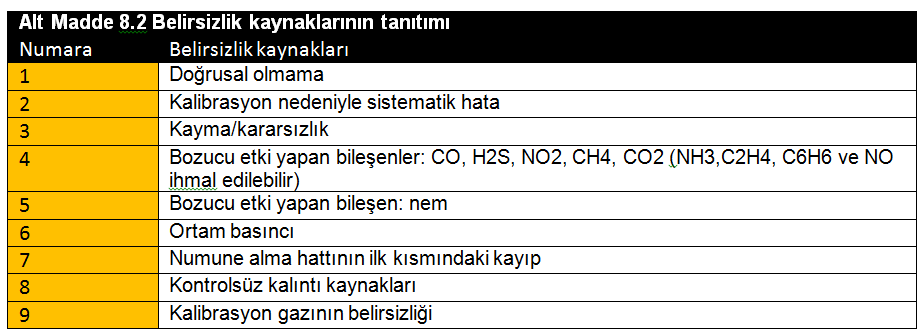 Alt Madde 8.2 Belirsizlik kaynaklarının tanıtımı
Numara Belirsizlik kaynakları
1 Doğrusal olmama
2 Kalibrasyon nedeniyle sistematik hata
3 Kayma/kararsızlık
4 Bozucu etki yapan bileşenler: CO, H2S, NO2, CH4, CO2 (NH3,C2H4, C6H6 ve NO
ihmal edilebilir)
5 Bozucu etki yapan bileşen: nem
6 Ortam basıncı
7 Numune alma hattının ilk kısmındaki kayıp
8 Kontrolsüz kalıntı kaynakları
9 Kalibrasyon gazının belirsizliği